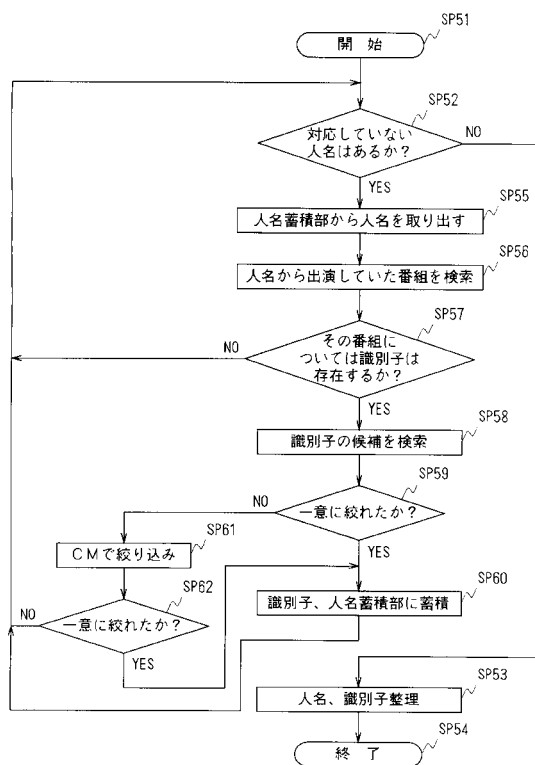 SP51
開 始
SP52
対応していない
人名はあるか？
NO
YES
SP55
人名蓄積部から人名を取り出す
SP56
人名から出演していた番組を検索
SP57
その番組に
ついては識別子は
存在するか？
NO
YES
SP58
識別子の候補を検索
SP59
一意に絞れたか？
NO
YES
SP61
ＣＭで絞り込み
SP62
一意に絞れたか？
NO
YES
SP60
識別子、人名蓄積部に蓄積
SP53
人名、識別子整理
SP54
終 了